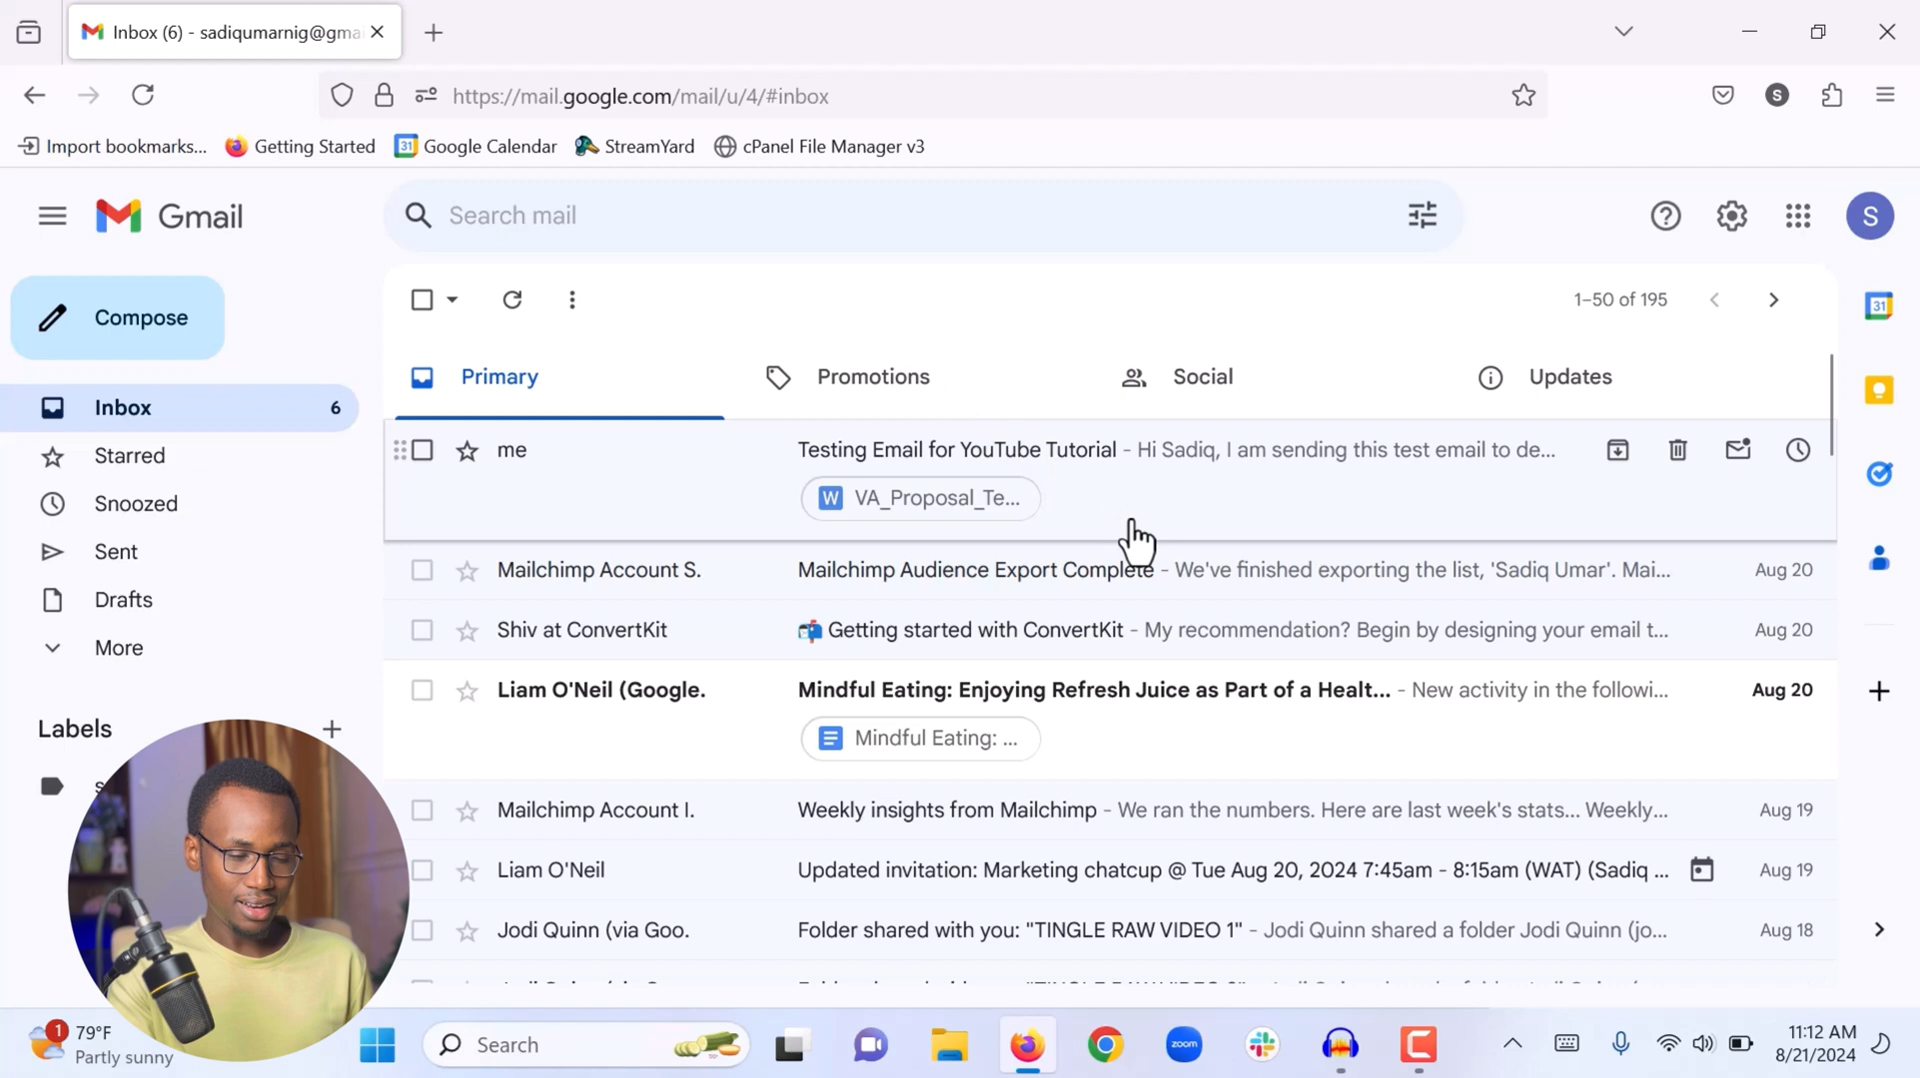 Inbox (6) - sadiqumarnig@gma
https://mail.google.com/mail/u/4/#inbox
Import bookmarks... Getting Started Google Calendar StreamYard cPanel File Manager v3
Gmail Search mail S
Compose
1–50 of 195
Primary Promotions Social Updates
Inbox 6
Starred
Snoozed
Sent
Drafts
More
Labels
me Testing Email for YouTube Tutorial - Hi Sadiq, I am sending this test email to de...
W VA_Proposal_Te...
Mailchimp Account S. Mailchimp Audience Export Complete - We've finished exporting the list, 'Sadiq Umar'. Mai... Aug 20
Shiv at ConvertKit 📬 Getting started with ConvertKit - My recommendation? Begin by designing your email t... Aug 20
Liam O'Neil (Google. Mindful Eating: Enjoying Refresh Juice as Part of a Healt... - New activity in the followi... Aug 20
Mindful Eating: ...
Mailchimp Account I. Weekly insights from Mailchimp - We ran the numbers. Here are last week's stats... Weekly... Aug 19
Liam O'Neil Updated invitation: Marketing chatcup @ Tue Aug 20, 2024 7:45am - 8:15am (WAT) (Sadiq ... Aug 19
Jodi Quinn (via Goo. Folder shared with you: "TINGLE RAW VIDEO 1" - Jodi Quinn shared a folder Jodi Quinn (jo... Aug 18
1 79°F
Partly sunny
Search
zoom
11:12 AM
8/21/2024